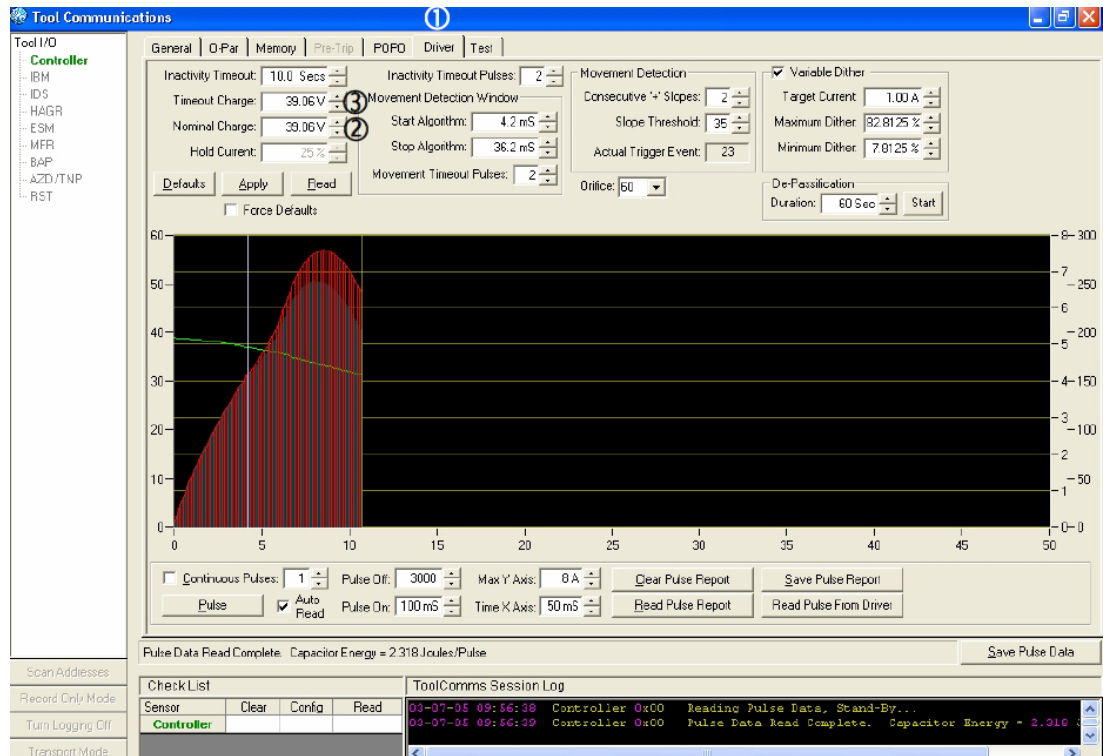 Tool Communications
①
Tool I/O
Controller
IBM
IDS
HAGR
ESM
MFR
BAP
AZD/TNP
RST
General O-Par Memory Pre-Trip POPO Driver Test
Inactivity Timeout: 10.0 Secs
Timeout Charge: 39.06 V ③
Nominal Charge: 39.06 V ②
Hold Current: 25 %
Defaults Apply Read
Force Defaults
Inactivity Timeout Pulses: 2
Movement Detection Window
Start Algorithm: 4.2 mS
Stop Algorithm: 36.2 mS
Movement Timeout Pulses: 2
Movement Detection
Consecutive '+' Slopes: 2
Slope Threshold: 35
Actual Trigger Event: 23
Orifice: 60
Variable Dither
Target Current 1.00 A
Maximum Dither: 82.8125 %
Minimum Dither: 7.8125 %
De-Passification
Duration: 60 Sec Start
60
50
40
30
20
10
0
8 300
7
250
6
200
5
4 150
3
100
2
50
1
0 0
0 5 10 15 20 25 30 35 40 45 50
Continuous Pulses: 1 Pulse Off: 3000 Max Y Axis: 8 A Clear Pulse Report Save Pulse Report
Pulse Auto Read Pulse On: 100 mS Time X Axis: 50 mS Read Pulse Report Read Pulse From Driver
Pulse Data Read Complete. Capacitor Energy = 2.318 Joules/Pulse Save Pulse Data
Scan Addresses
Record Only Mode
Turn Logging Off
Transport Mode
Check List
Sensor Clear Config Read
Controller
ToolComms Session Log
03-07-05 09:56:38 Controller 0x00 Reading Pulse Data, Stand-By...
03-07-05 09:56:39 Controller 0x00 Pulse Data Read Complete. Capacitor Energy = 2.318